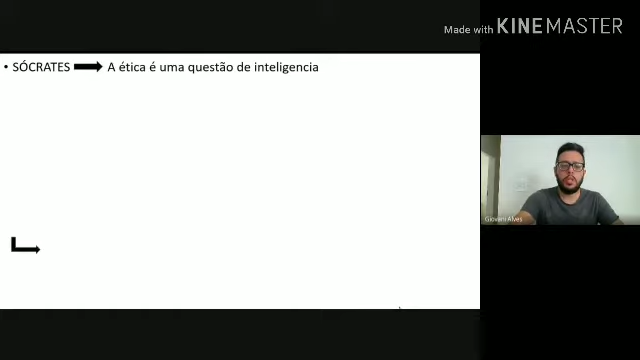 Made with KINEMASTER
• SÓCRATES A ética é uma questão de inteligencia
Giovani Alves